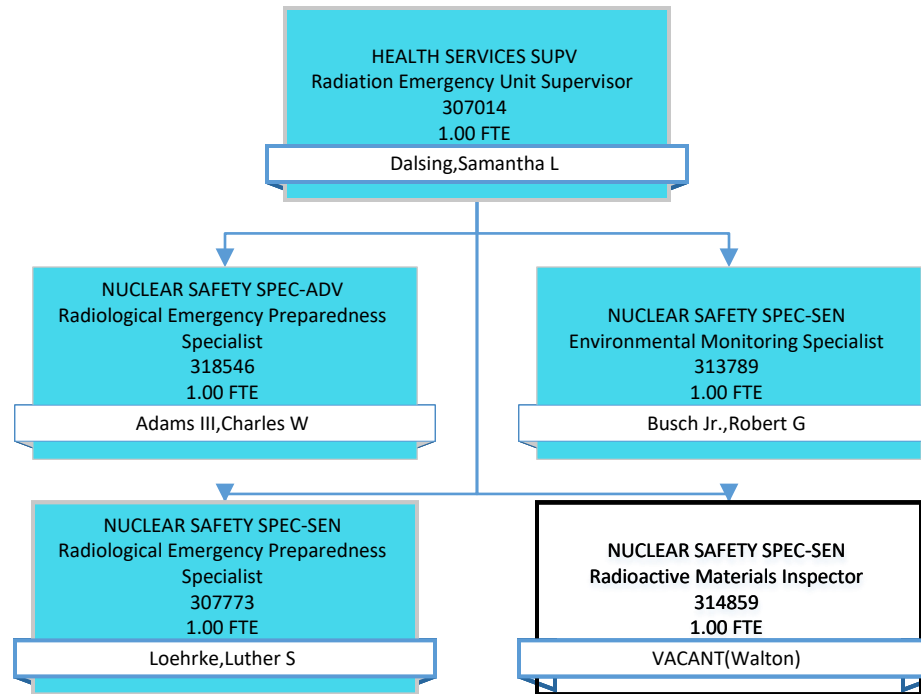 HEALTH SERVICES SUPV
Radiation Emergency Unit Supervisor
307014
1.00 FTE
Dalsing,Samantha L
NUCLEAR SAFETY SPEC-ADV
Radiological Emergency Preparedness
Specialist
318546
1.00 FTE
Adams III,Charles W
NUCLEAR SAFETY SPEC-SEN
Environmental Monitoring Specialist
313789
1.00 FTE
Busch Jr.,Robert G
NUCLEAR SAFETY SPEC-SEN
Radiological Emergency Preparedness
Specialist
307773
1.00 FTE
Loehrke,Luther S
NUCLEAR SAFETY SPEC-SEN
Radioactive Materials Inspector
314859
1.00 FTE
VACANT(Walton)